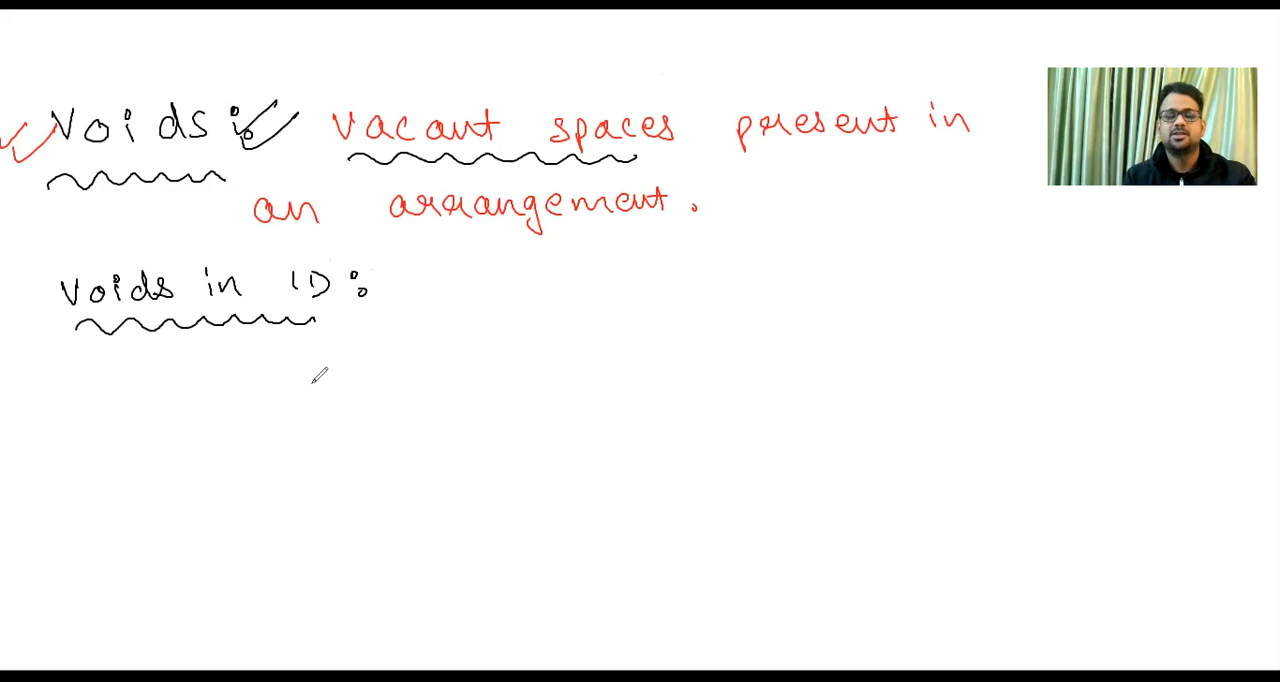 Voids : Vacant spaces present in
an arrangement.
Voids in 1D :